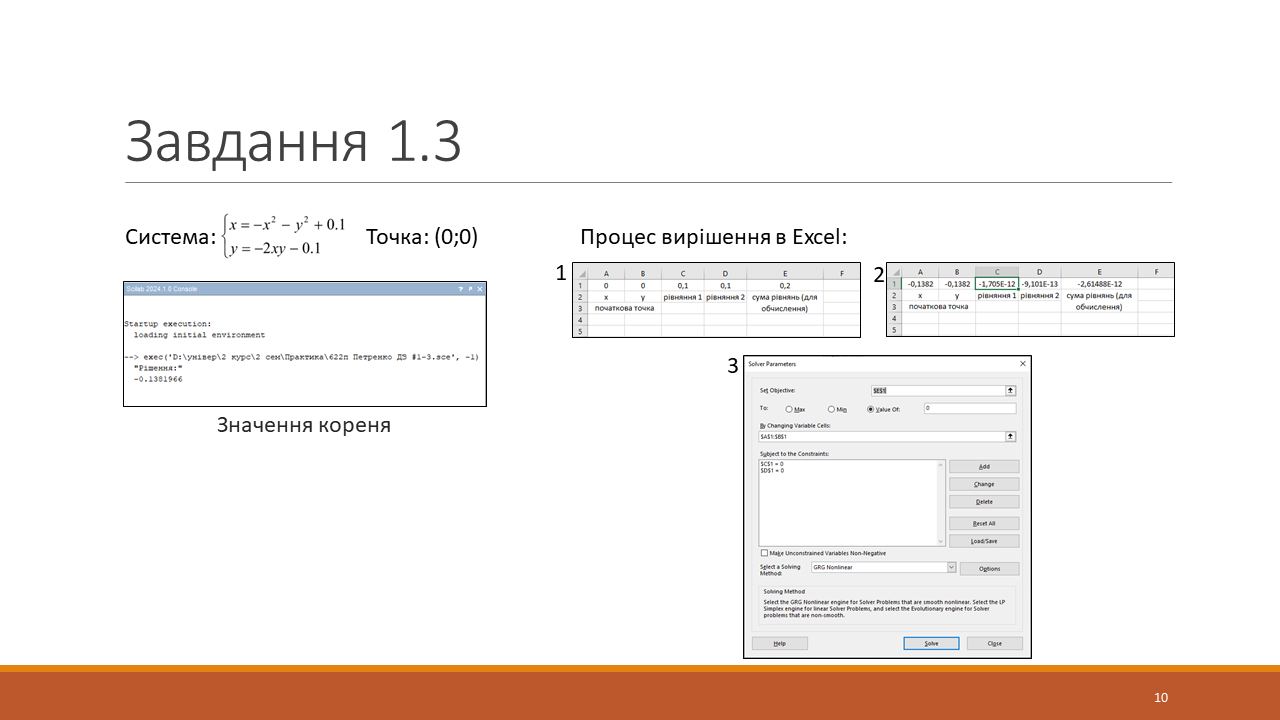 Завдання 1.3
Система: { x = −x² − y² + 0.1
y = −2xy − 0.1
Точка: (0;0)
Scilab 2024.1.0 Console ? ↗ ×
Startup execution:
loading initial environment
--> exec('D:\універ\2 курс\2 сем\Практика\622п Петренко ДЗ #1-3.sce', -1)
"Рішення:"
-0.1381966
Значення кореня
Процес вирішення в Excel:
1
A B C D E F
1 0 0 0,1 0,1 0,2
2 x y рівняння 1 рівняння 2 сума рівнянь (для
3 початкова точка обчислення)
4
5
2
A B C D E F
1 -0,1382 -0,1382 -1,705E-12 -9,101E-13 -2,61488E-12
2 x y рівняння 1 рівняння 2 сума рівнянь (для
3 початкова точка обчислення)
4
5
3
Solver Parameters ×
Set Objective: $E$1
To: Max Min Value Of: 0
By Changing Variable Cells:
$A$1:$B$1
Subject to the Constraints:
$C$1 = 0
$D$1 = 0
Add
Change
Delete
Reset All
Load/Save
Make Unconstrained Variables Non-Negative
Select a Solving Method: GRG Nonlinear Options
Solving Method
Select the GRG Nonlinear engine for Solver Problems that are smooth nonlinear. Select the LP
Simplex engine for linear Solver Problems, and select the Evolutionary engine for Solver
problems that are non-smooth.
Help Solve Close
10